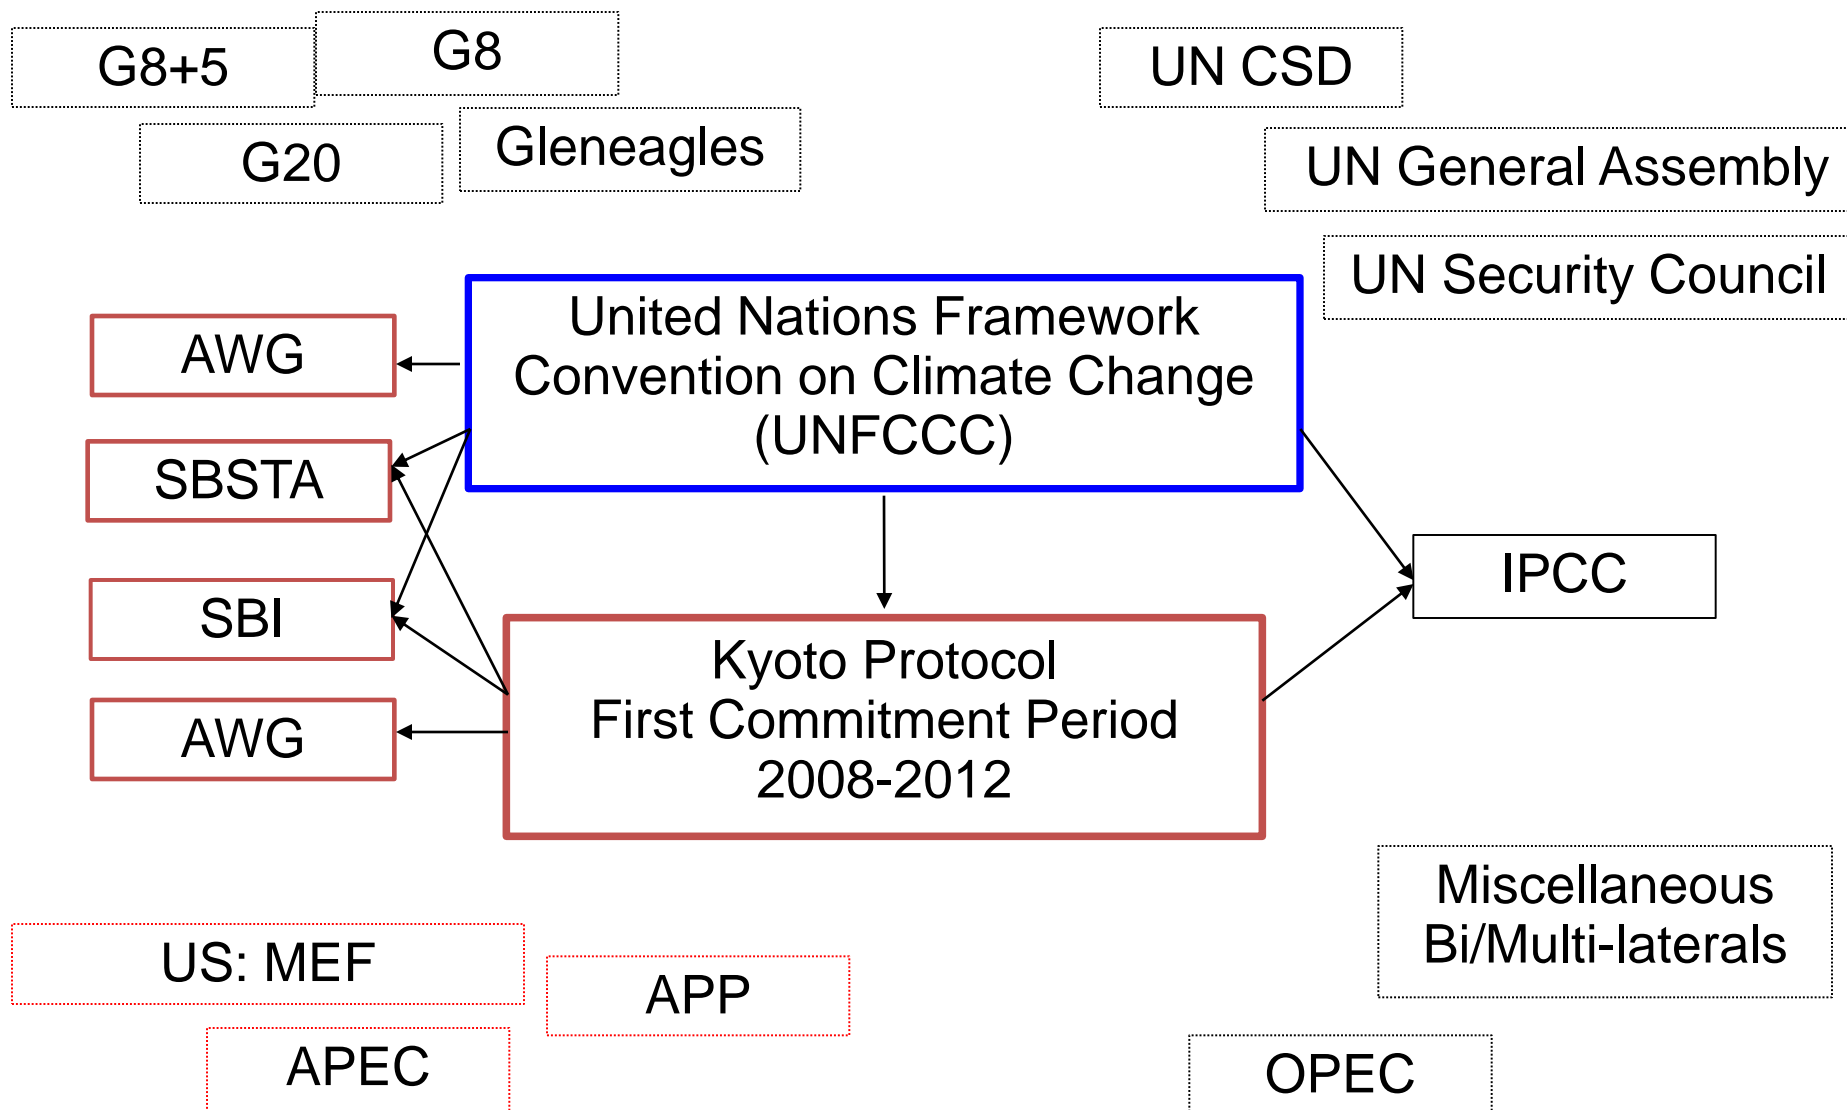 G8+5
G8
UN CSD
G20
Gleneagles
UN General Assembly
UN Security Council
United Nations Framework
Convention on Climate Change
(UNFCCC)
AWG
SBSTA
SBI
AWG
IPCC
Kyoto Protocol
First Commitment Period
2008-2012
Miscellaneous
Bi/Multi-laterals
US: MEF
APP
APEC
OPEC